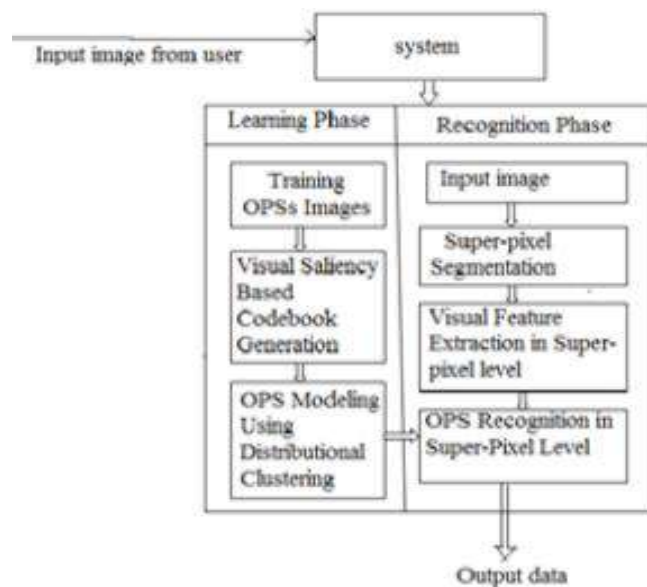 system
Input image from user
Learning Phase
Recognition Phase
Training
OPSs Images
Visual Saliency
Based
Codebook
Generation
OPS Modeling
Using
Distributional
Clustering
Input image
Super-pixel
Segmentation
Visual Feature
Extraction in Super-
pixel level
OPS Recognition in
Super-Pixel Level
Output data